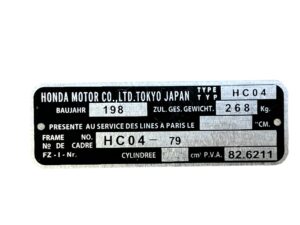 HONDA MOTOR CO.,LTD.TOKYO JAPAN TYPE TYP HC04
BAUJAHR 198 ZUL. GES. GEWICHT. 268 Kg.
PRESENTE AU SERVICE DES LINES A PARIS LE "CM.
FRAME NO. HC04- 79
Nº DE CADRE
FZ - I - Nr. CYLINDREE cm³ P.V.A. 82.6211